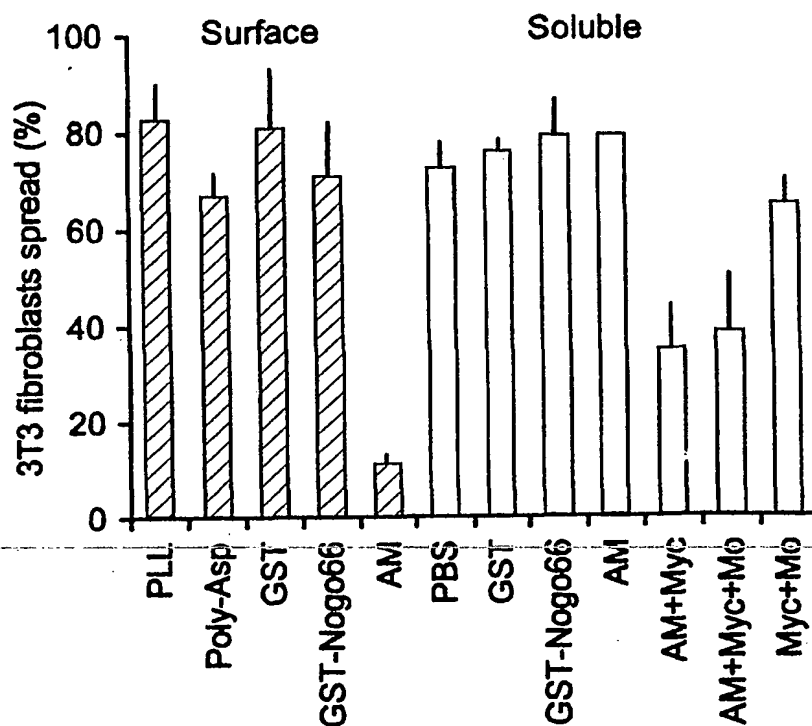 3T3 fibroblasts spread (%)
100
80
60
40
20
0
Surface
Soluble
PLL
Poly-Asp
GST
GST-Nogo66
AM
PBS
GST
GST-Nogo66
AM
AM+Myc
AM+Myc+Mo
Myc+Mo